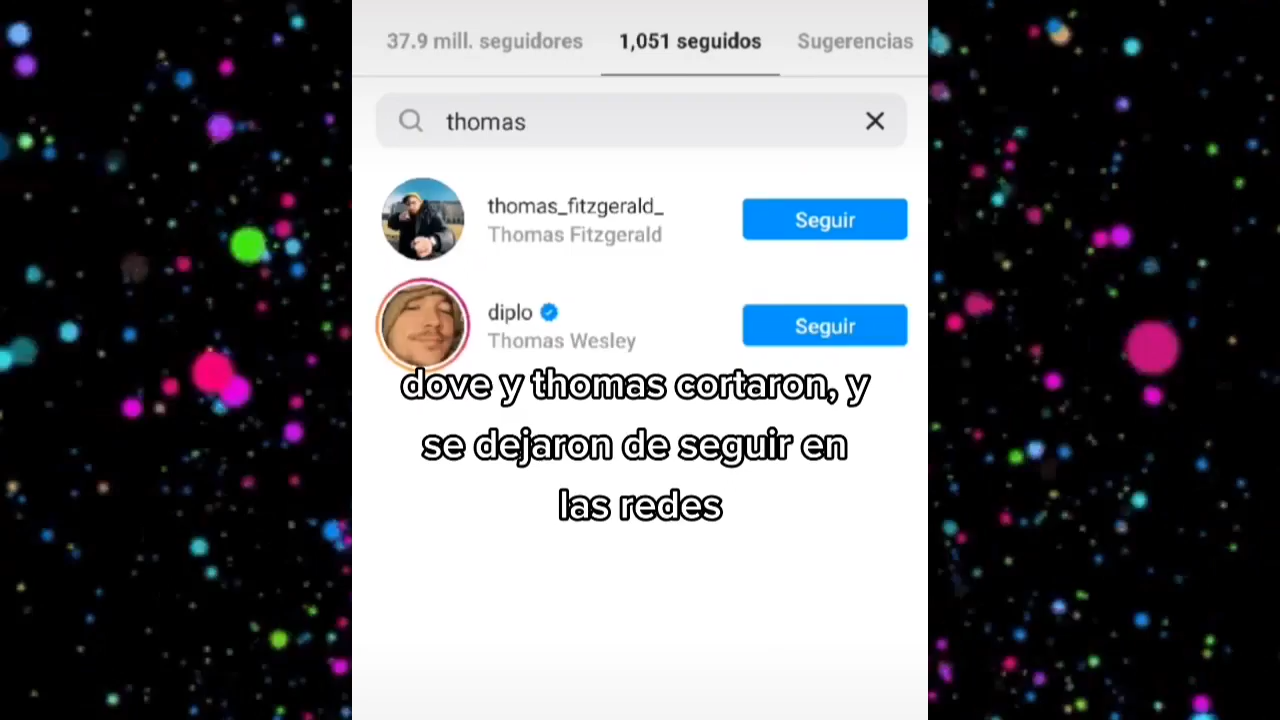 37.9 mill. seguidores 1,051 seguidos Sugerencias
thomas
thomas_fitzgerald_
Thomas Fitzgerald
Seguir
diplo
Thomas Wesley
Seguir
dove y thomas cortaron, y
se dejaron de seguir en
las redes